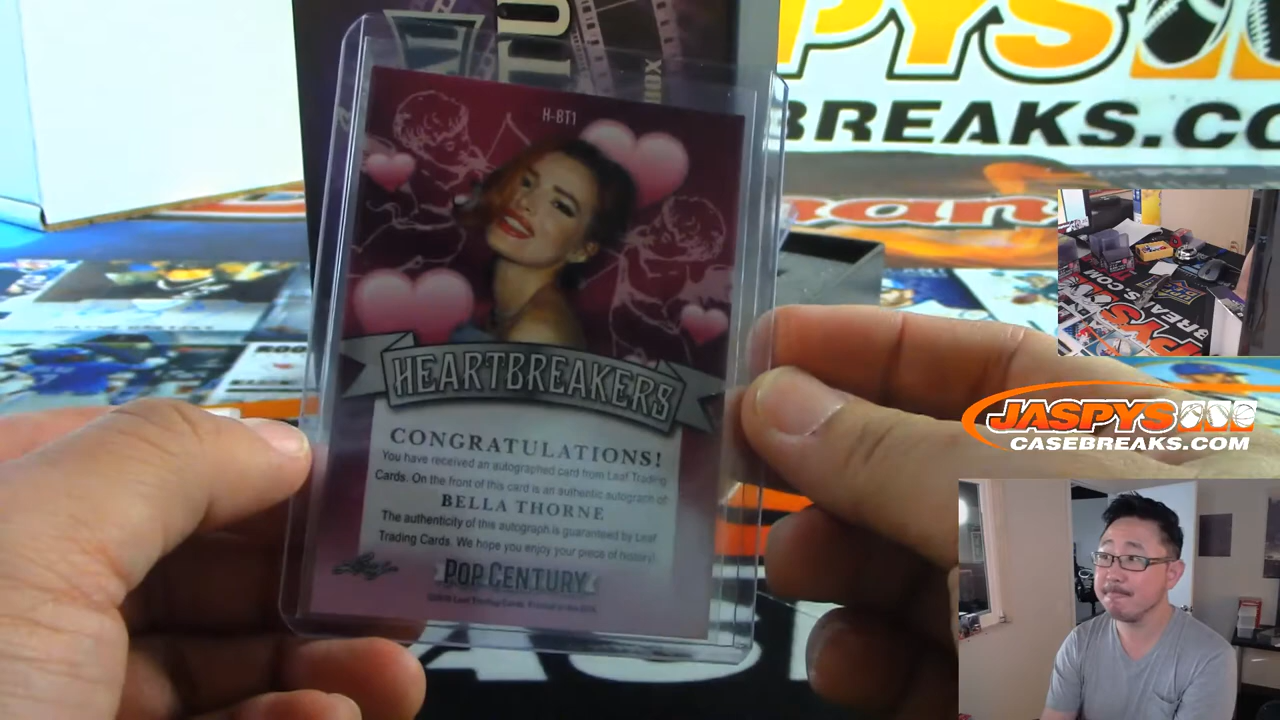 H-BT1
HEARTBREAKERS
CONGRATULATIONS!
You have received an autographed card from Leaf Trading
Cards. On the front of this card is an authentic autograph of:
BELLA THORNE
The authenticity of this autograph is guaranteed by Leaf
Trading Cards. We hope you enjoy your piece of history!
Leaf
POP CENTURY
BOX
BREAKS.CO
JASPYS
CASEBREAKS.COM